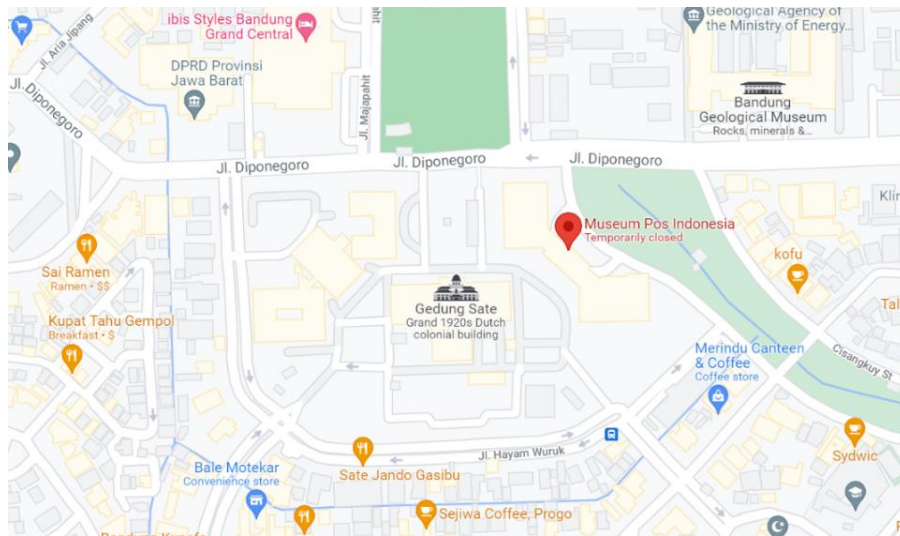 ibis Styles Bandung
Grand Central
Geological Agency of
the Ministry of Energy...
Jl. Aria Jipang
DPRD Provinsi
Jawa Barat
Jl. Majapahit
Jl. Diponegoro
Bandung
Geological Museum
Rocks, minerals &...
Jl. Diponegoro
Jl. Diponegoro
Jl. Diponegoro
Museum Pos Indonesia
Temporarily closed
kofu
Sai Ramen
Ramen • $$
Gedung Sate
Grand 1920s Dutch
colonial building
Kupat Tahu Gempol
Breakfast • $
Merindu Canteen
& Coffee
Coffee store
Cisangkuy St
Sydwic
Jl. Hayam Wuruk
Bale Motekar
Convenience store
Sate Jando Gasibu
Sejiwa Coffee, Progo